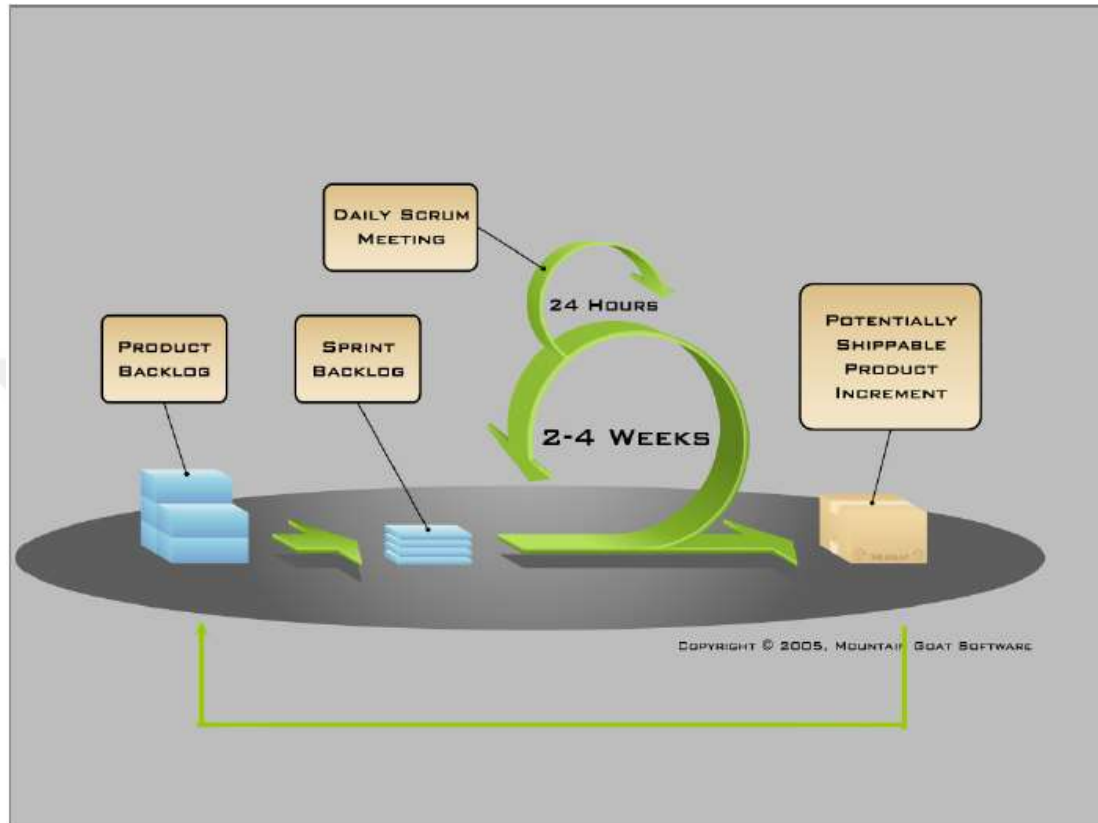 DAILY SCRUM
MEETING
24 HOURS
PRODUCT
BACKLOG
SPRINT
BACKLOG
POTENTIALLY
SHIPPABLE
PRODUCT
INCREMENT
2-4 WEEKS
COPYRIGHT © 2005, MOUNTAIN GOAT SOFTWARE